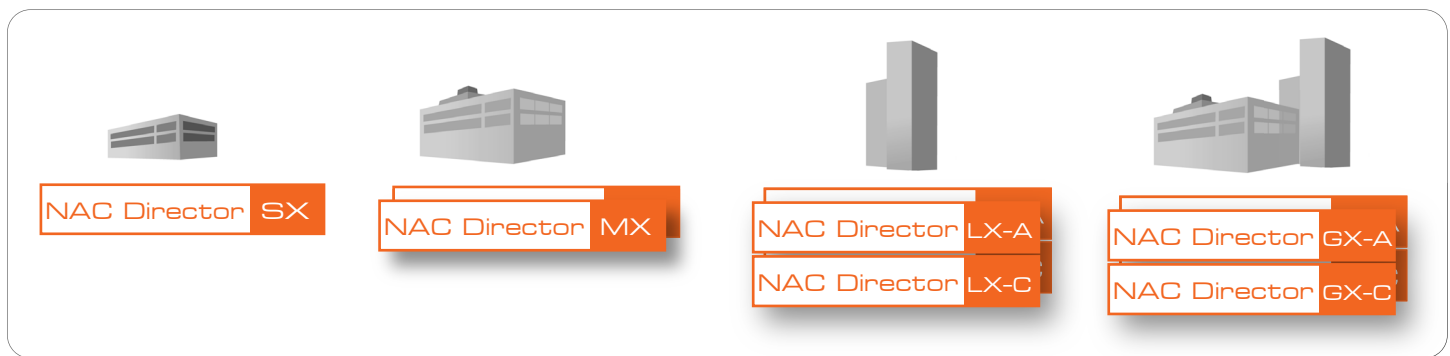 NAC Director SX
NAC Director MX
NAC Director LX-A
NAC Director LX-C
NAC Director GX-A
NAC Director GX-C